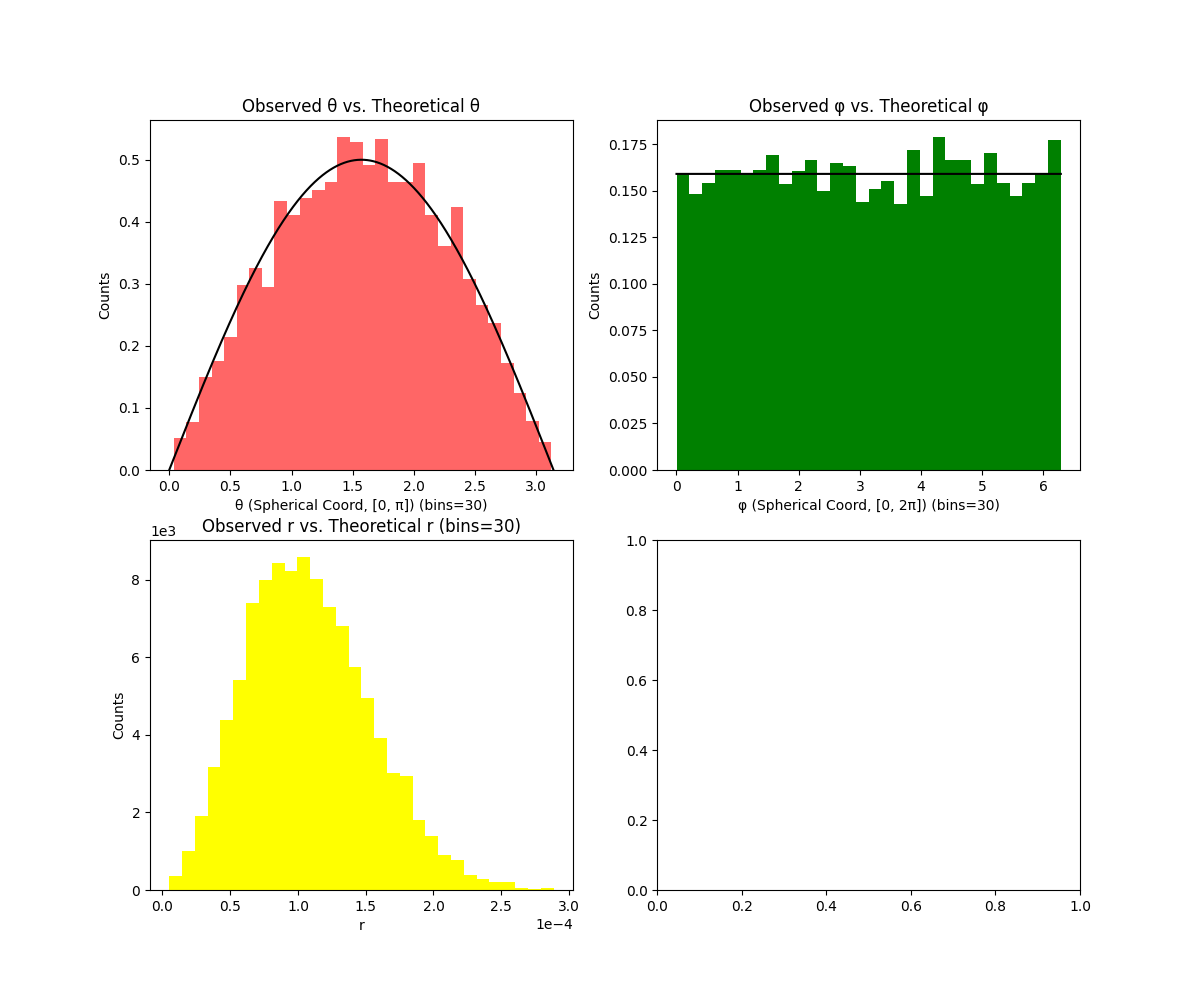 Observed θ vs. Theoretical θ
Counts
0.5
0.4
0.3
0.2
0.1
0.0
0.0 0.5 1.0 1.5 2.0 2.5 3.0
θ (Spherical Coord, [0, π]) (bins=30)
Observed φ vs. Theoretical φ
Counts
0.175
0.150
0.125
0.100
0.075
0.050
0.025
0.000
0 1 2 3 4 5 6
φ (Spherical Coord, [0, 2π]) (bins=30)
Observed r vs. Theoretical r (bins=30)
1e3
Counts
8
6
4
2
0
0.0 0.5 1.0 1.5 2.0 2.5 3.0
1e−4
r
1.0
0.8
0.6
0.4
0.2
0.0
0.0 0.2 0.4 0.6 0.8 1.0